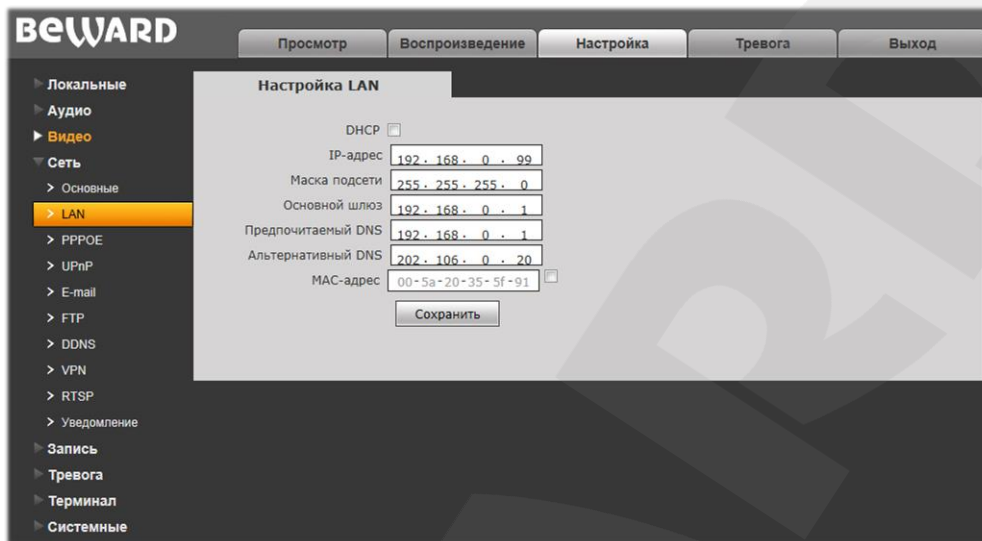 BEWARD
Просмотр Воспроизведение Настройка Тревога Выход
Локальные
Аудио
Видео
Сеть
Основные
LAN
PPPOE
UPnP
E-mail
FTP
DDNS
VPN
RTSP
Уведомление
Запись
Тревога
Терминал
Системные
Настройка LAN
DHCP
IP-адрес 192. 168. 0 . 99
Маска подсети 255. 255. 255. 0
Основной шлюз 192. 168. 0 . 1
Предпочитаемый DNS 192. 168. 0 . 1
Альтернативный DNS 202. 106. 0 . 20
MAC-адрес 00-5a-20-35-5f-91
Сохранить